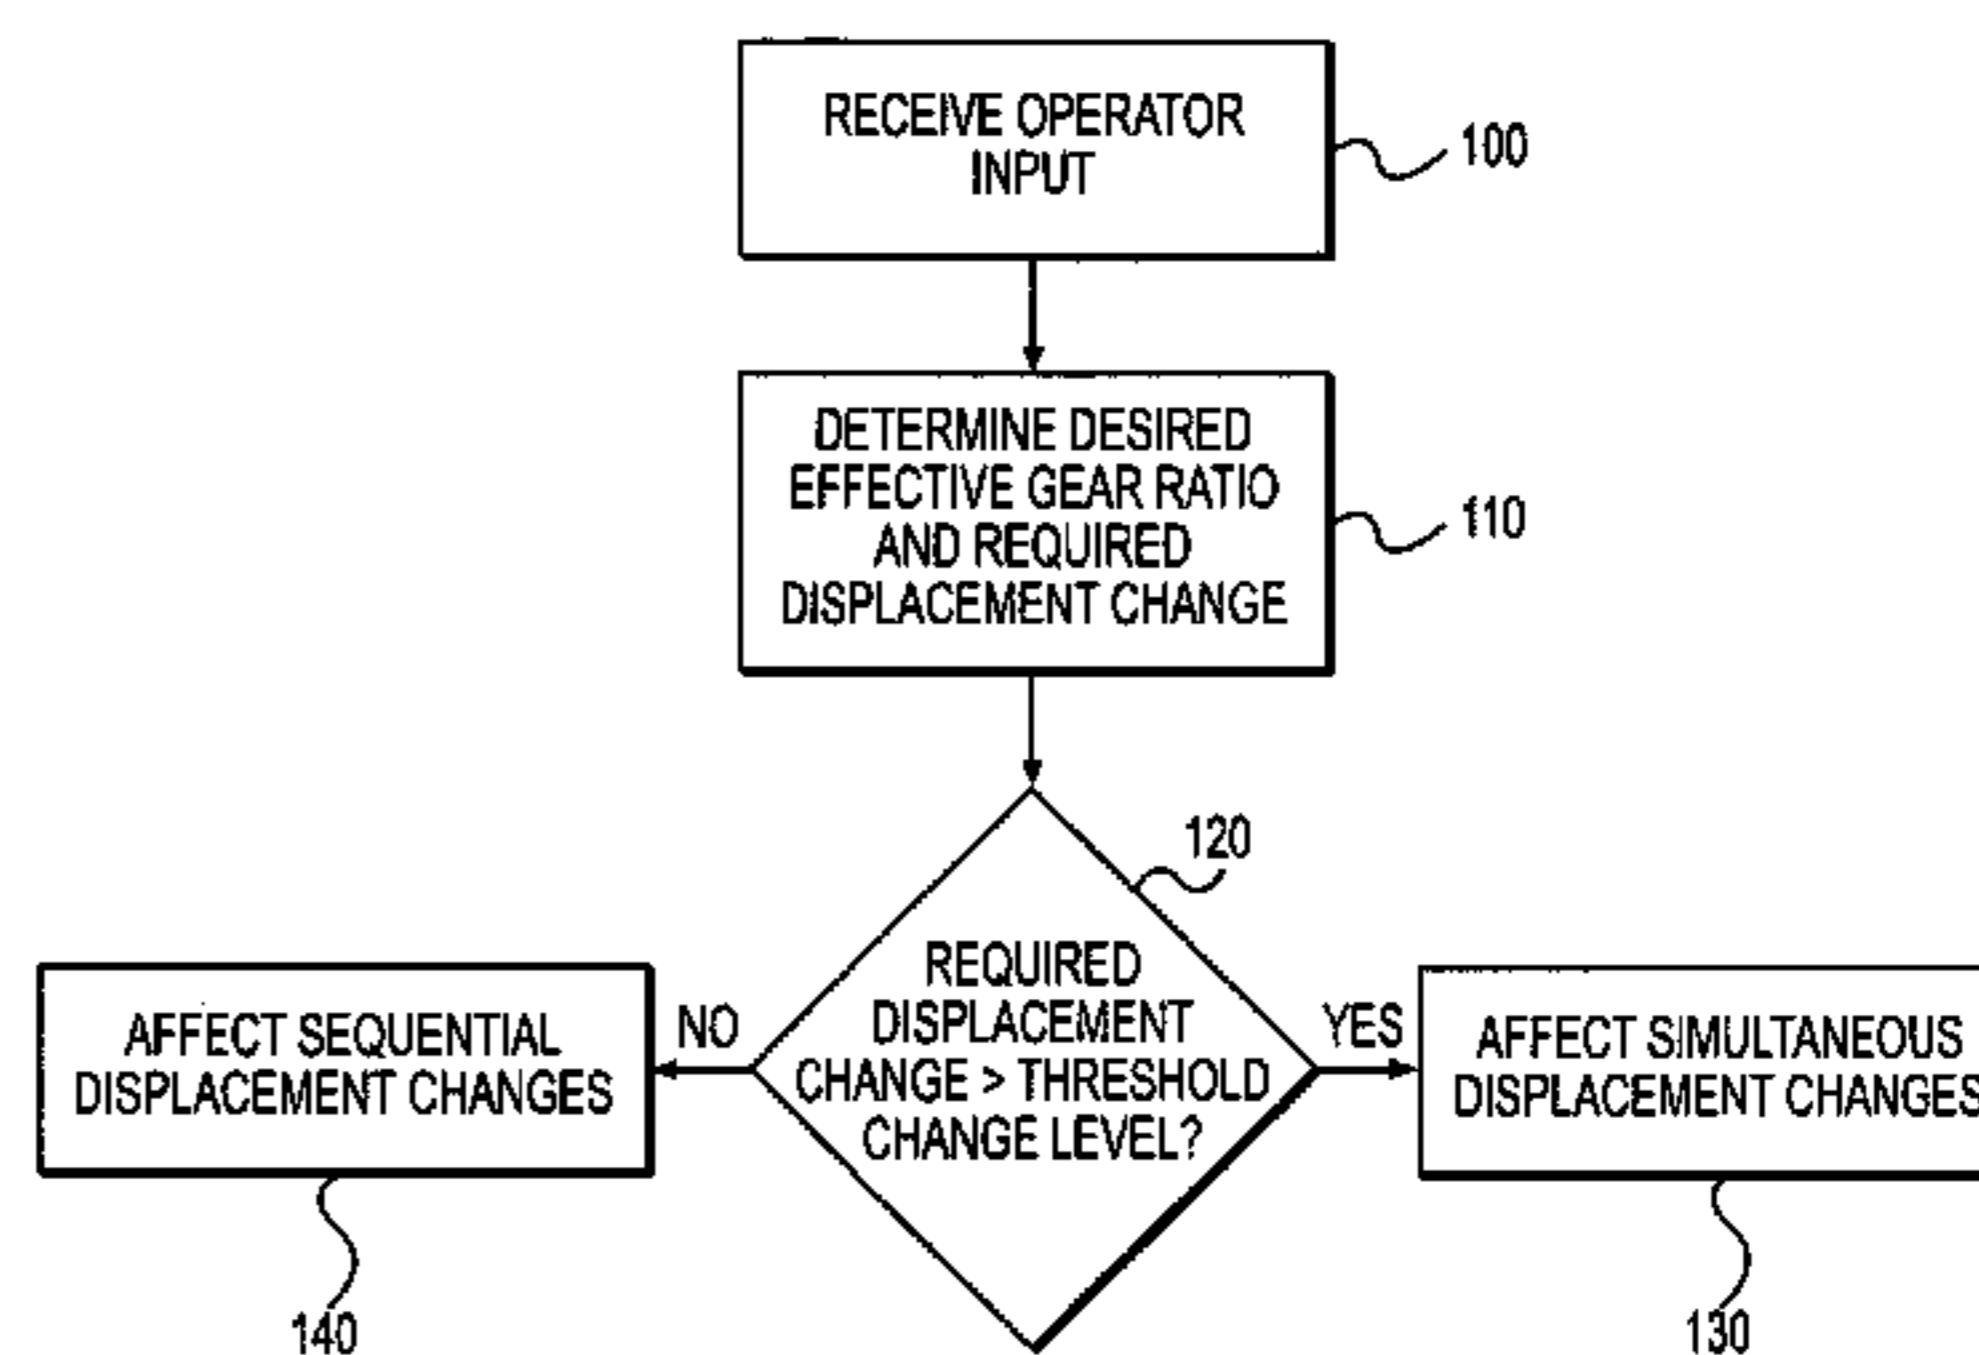 RECEIVE OPERATOR
INPUT
100
DETERMINE DESIRED
EFFECTIVE GEAR RATIO
AND REQUIRED
DISPLACEMENT CHANGE
110
120
REQUIRED
DISPLACEMENT
CHANGE > THRESHOLD
CHANGE LEVEL?
NO
YES
AFFECT SEQUENTIAL
DISPLACEMENT CHANGES
140
AFFECT SIMULTANEOUS
DISPLACEMENT CHANGES
130